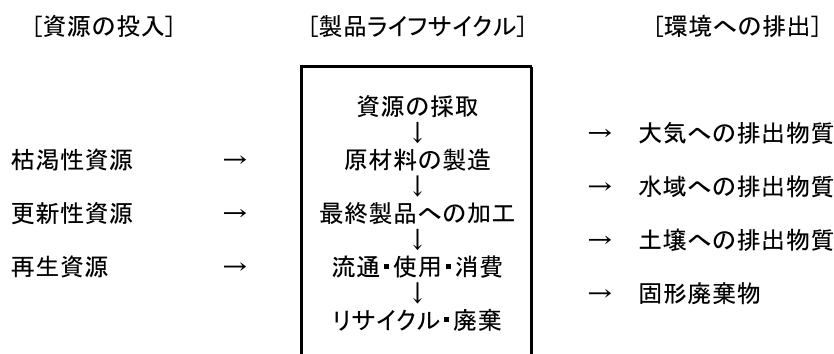 [資源の投入] [製品ライフサイクル] [環境への排出]
資源の採取
↓
→ 大気への排出物質
枯渇性資源 → 原材料の製造
↓
→ 水域への排出物質
更新性資源 → 最終製品への加工
↓
→ 土壌への排出物質
再生資源 → 流通・使用・消費
↓
→ 固形廃棄物
リサイクル・廃棄